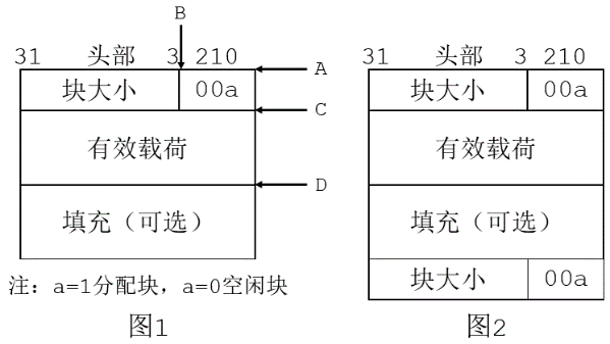 B
31 头部 3 210
块大小 00a
A
C
有效载荷
D
填充（可选）
注：a=1分配块，a=0空闲块
图1
31 头部 3 210
块大小 00a
有效载荷
填充（可选）
块大小 00a
图2